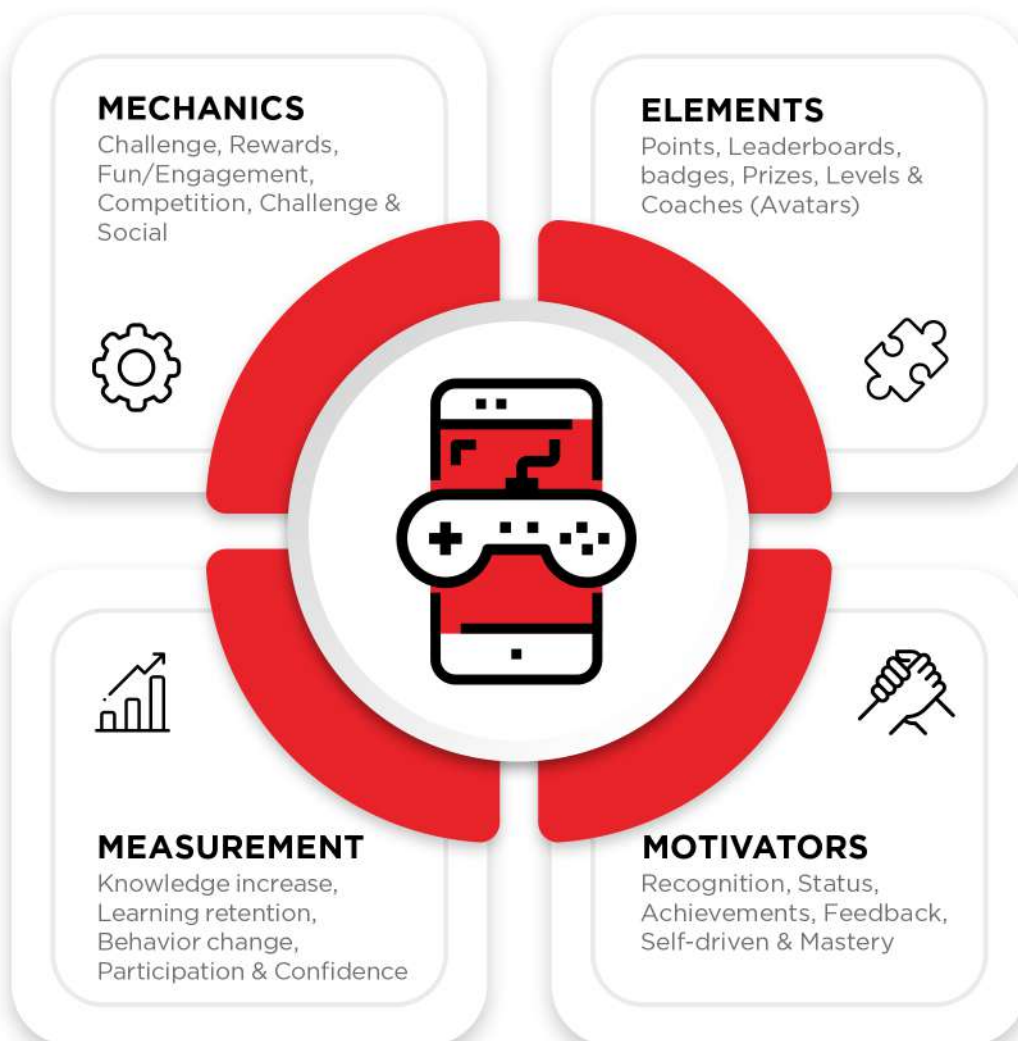 MECHANICS
Challenge, Rewards,
Fun/Engagement,
Competition, Challenge &
Social
ELEMENTS
Points, Leaderboards,
badges, Prizes, Levels &
Coaches (Avatars)
MEASUREMENT
Knowledge increase,
Learning retention,
Behavior change,
Participation & Confidence
MOTIVATORS
Recognition, Status,
Achievements, Feedback,
Self-driven & Mastery